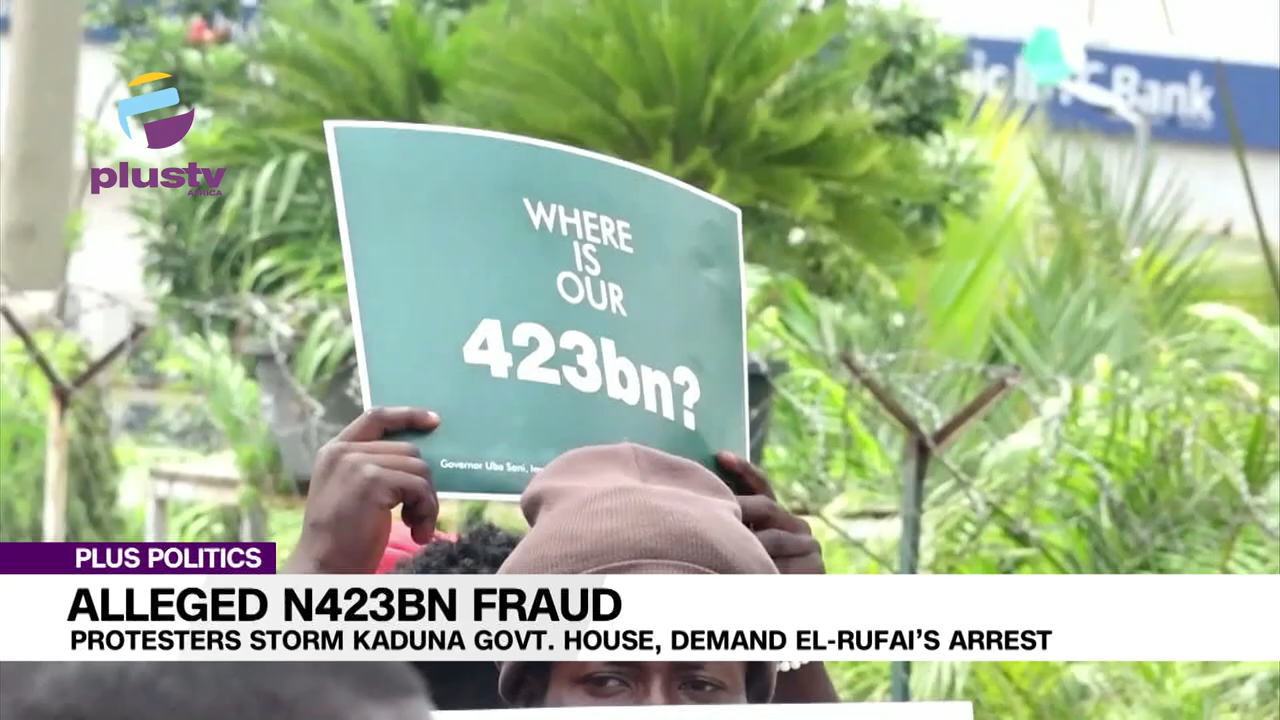 plustv
AFRICA
Bank
WHERE
IS
OUR
423bn?
Governor Uba Sani,
PLUS POLITICS
ALLEGED N423BN FRAUD
PROTESTERS STORM KADUNA GOVT. HOUSE, DEMAND EL-RUFAI'S ARREST